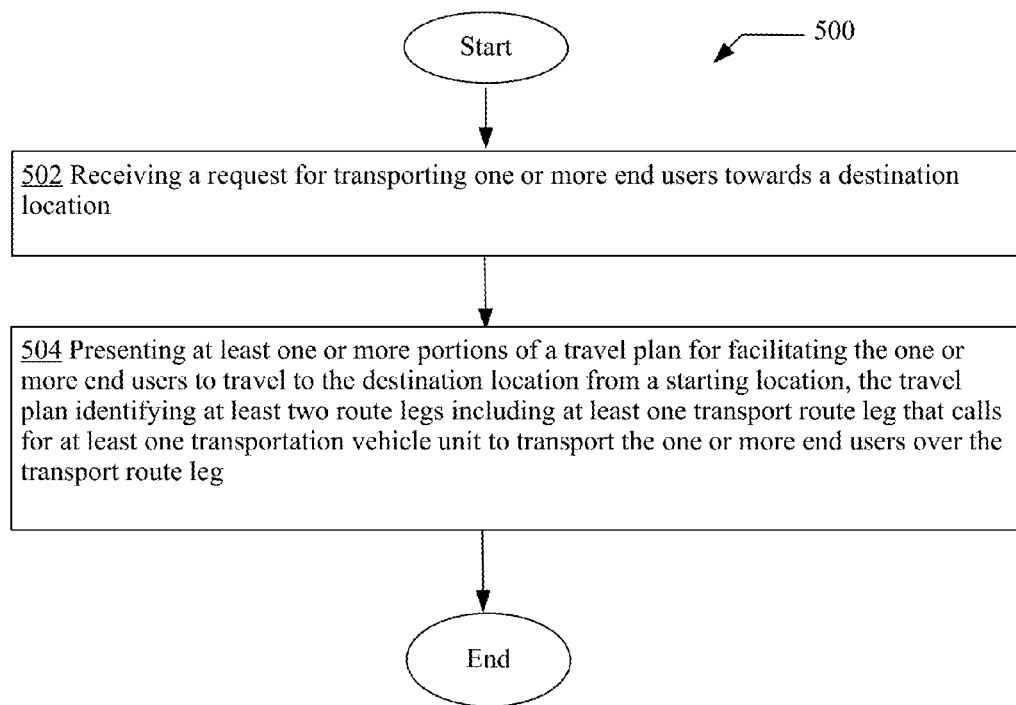 Start
500
502 Receiving a request for transporting one or more end users towards a destination
location
504 Presenting at least one or more portions of a travel plan for facilitating the one or
more end users to travel to the destination location from a starting location, the travel
plan identifying at least two route legs including at least one transport route leg that calls
for at least one transportation vehicle unit to transport the one or more end users over the
transport route leg
End